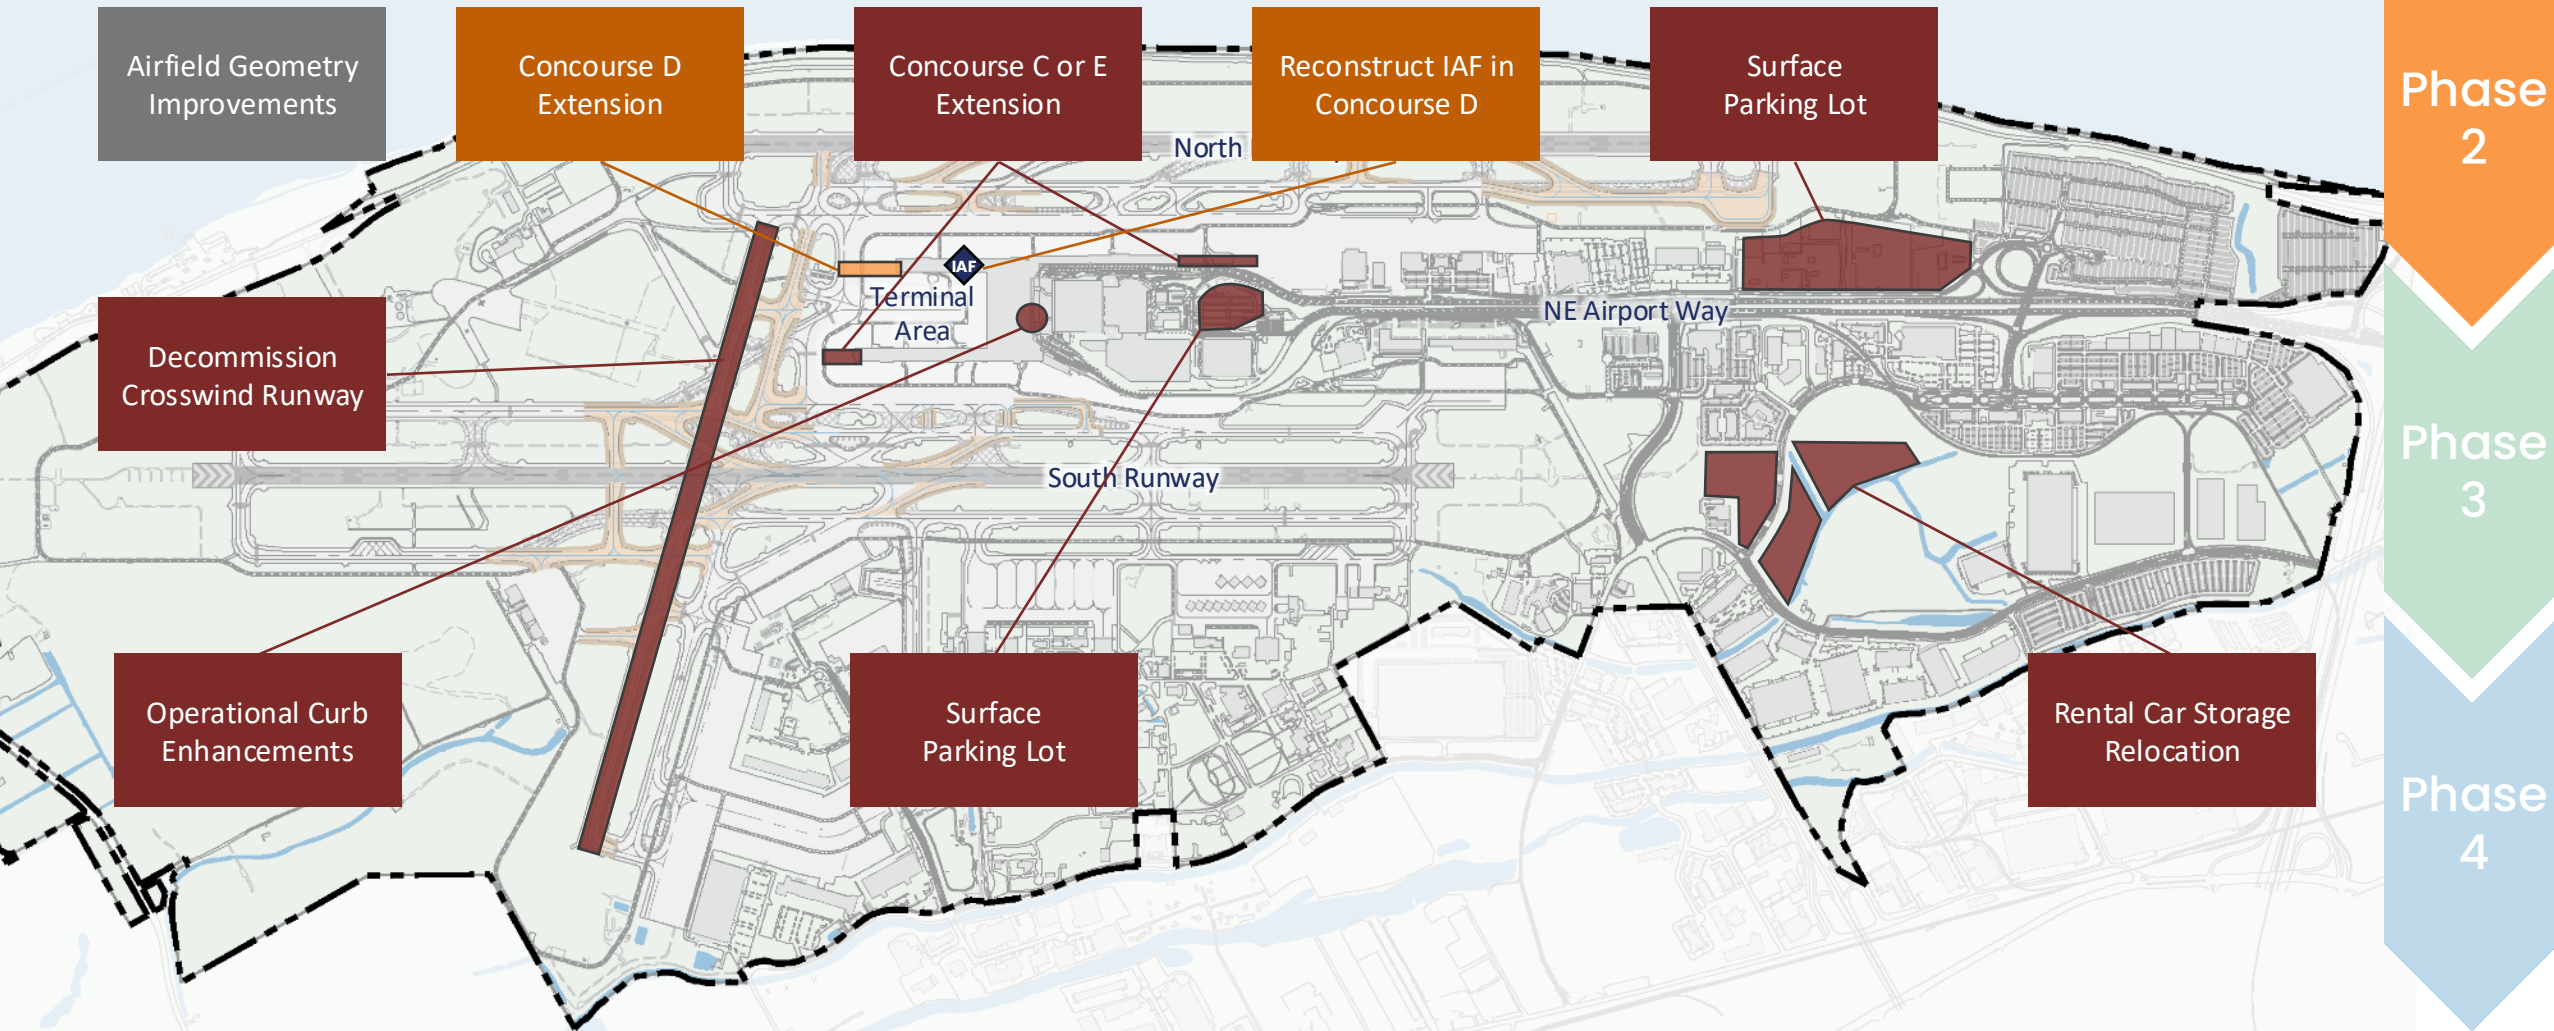 Airfield Geometry
Improvements
Concourse D
Extension
Concourse C or E
Extension
Reconstruct IAF in
Concourse D
Surface
Parking Lot
Phase
2
North
IAF
Terminal
Area
NE Airport Way
Decommission
Crosswind Runway
South Runway
Phase
3
Operational Curb
Enhancements
Surface
Parking Lot
Rental Car Storage
Relocation
Phase
4